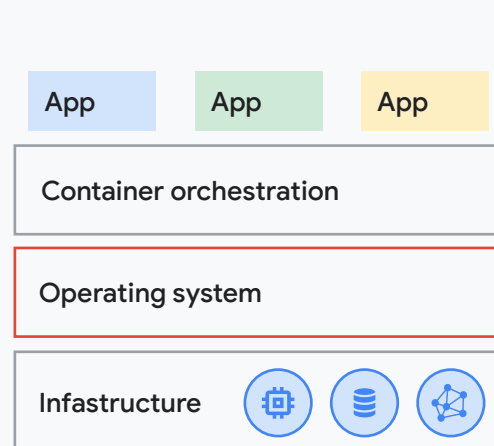 App App App
Container orchestration
Operating system
Infastructure